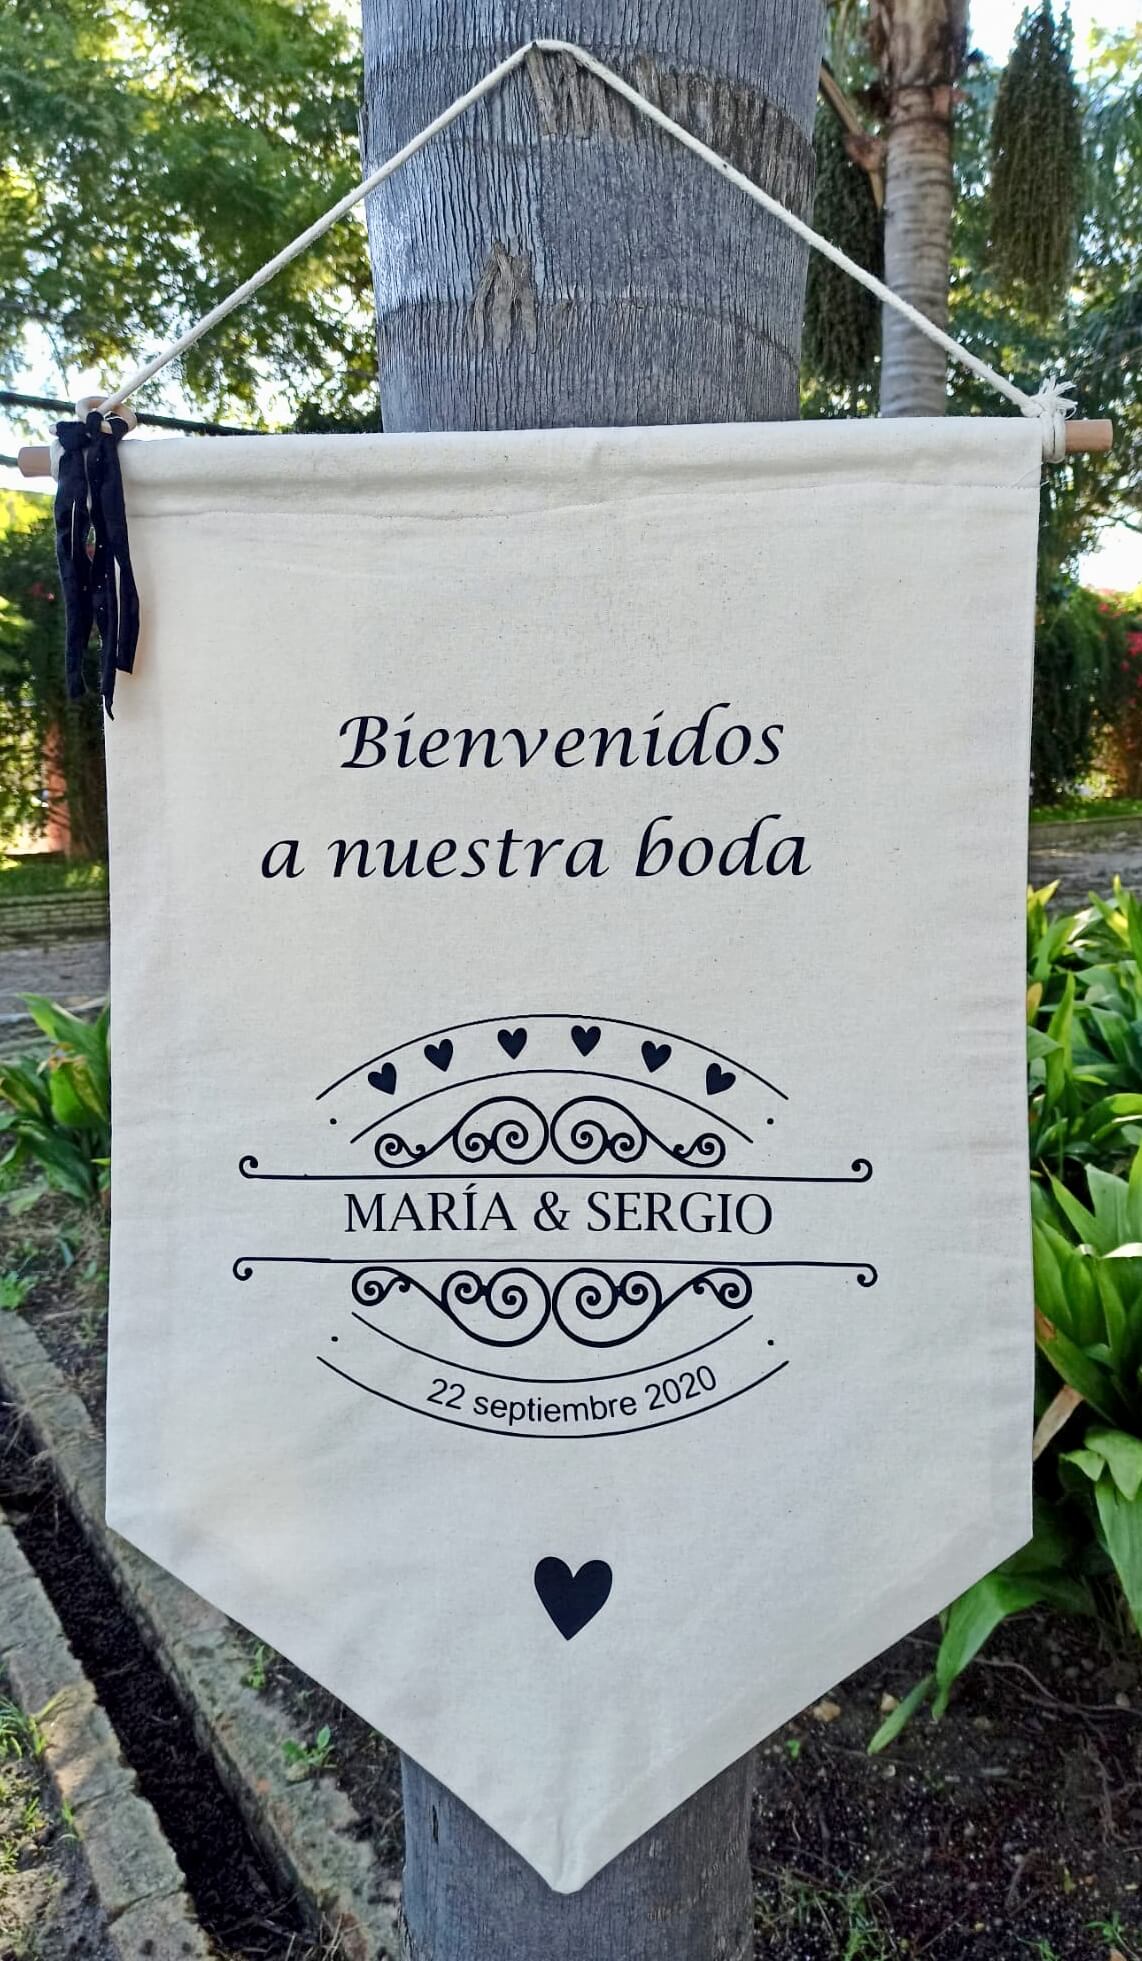 Bienvenidos
a nuestra boda
MARÍA & SERGIO
22 septiembre 2020